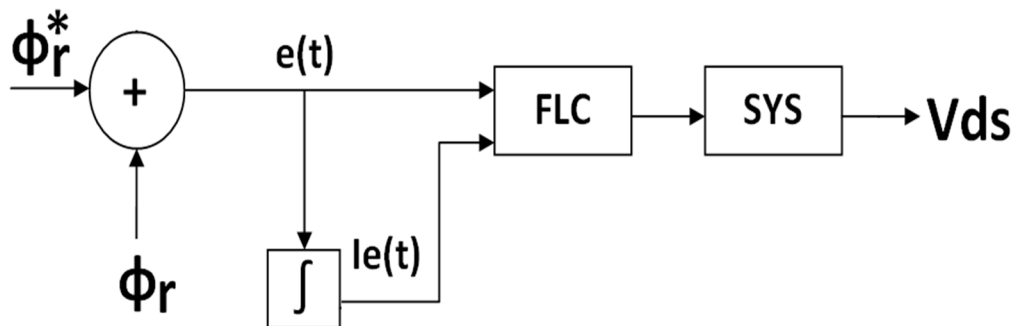 ϕr*
+
e(t)
FLC
SYS
Vds
ϕr
∫
Ie(t)